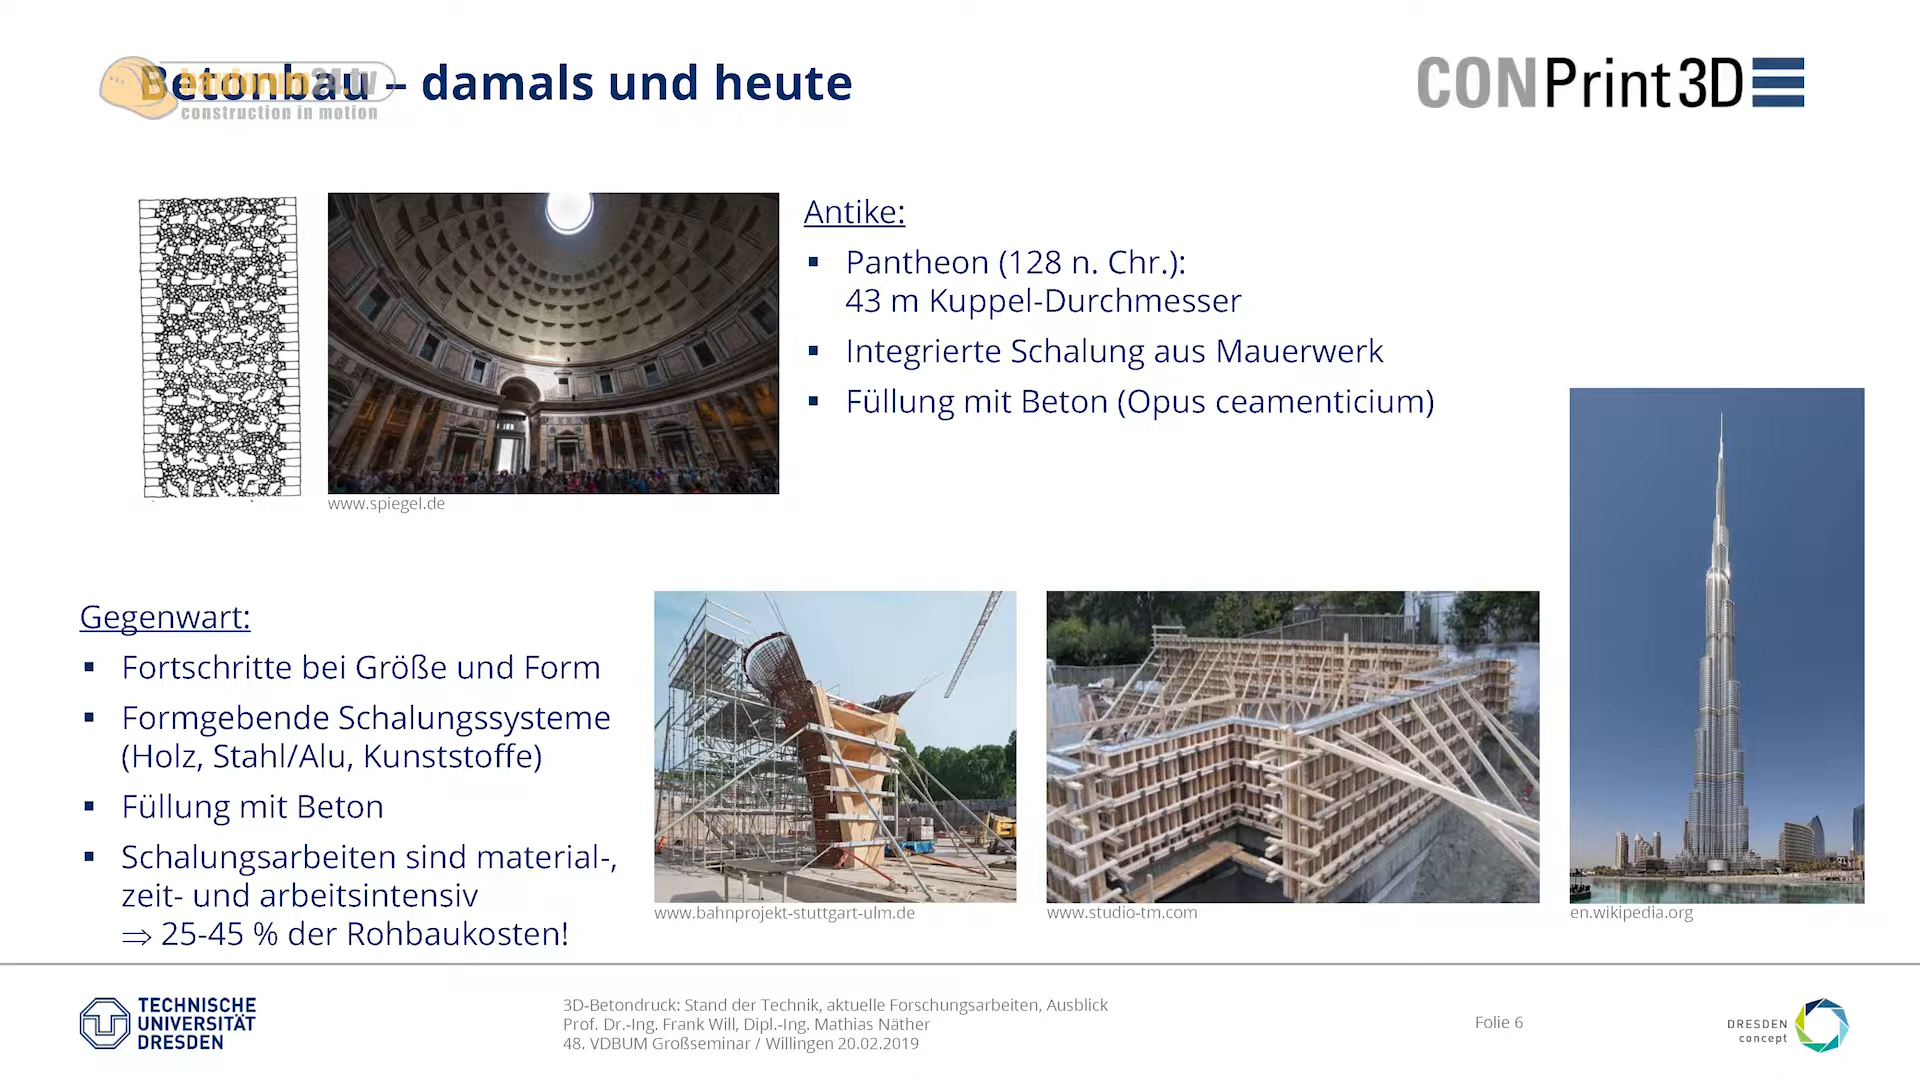 Betonbau – damals und heute
bauforum24.tv
construction in motion
CONPrint3D
Antike:
▪ Pantheon (128 n. Chr.):
43 m Kuppel-Durchmesser
▪ Integrierte Schalung aus Mauerwerk
▪ Füllung mit Beton (Opus ceamenticium)
www.spiegel.de
Gegenwart:
▪ Fortschritte bei Größe und Form
▪ Formgebende Schalungssysteme
(Holz, Stahl/Alu, Kunststoffe)
▪ Füllung mit Beton
▪ Schalungsarbeiten sind material-,
zeit- und arbeitsintensiv
⇒ 25-45 % der Rohbaukosten!
www.bahnprojekt-stuttgart-ulm.de
www.studio-tm.com
en.wikipedia.org
TECHNISCHE
UNIVERSITÄT
DRESDEN
3D-Betondruck: Stand der Technik, aktuelle Forschungsarbeiten, Ausblick
Prof. Dr.-Ing. Frank Will, Dipl.-Ing. Mathias Näther
48. VDBUM Großseminar / Willingen 20.02.2019
Folie 6
DRESDEN
concept